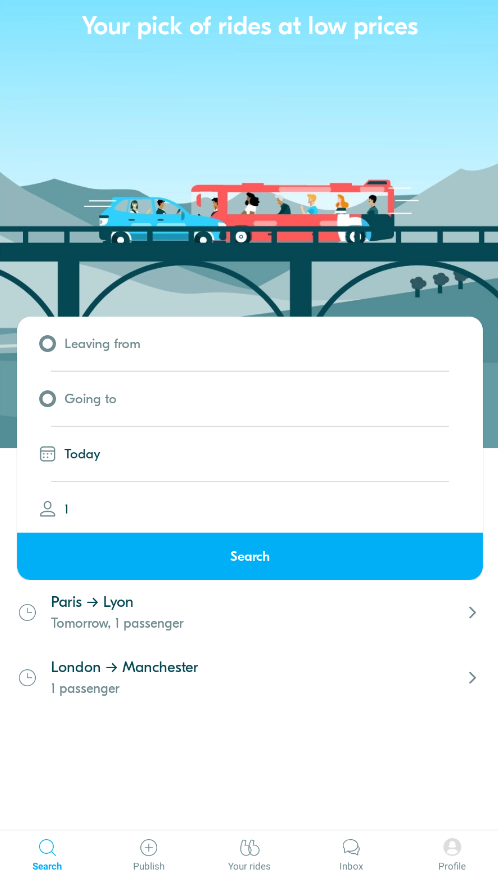 Your pick of rides at low prices
Leaving from
Going to
Today
1
Search
Paris → Lyon
Tomorrow, 1 passenger
London → Manchester
1 passenger
Search
Publish
Your rides
Inbox
Profile